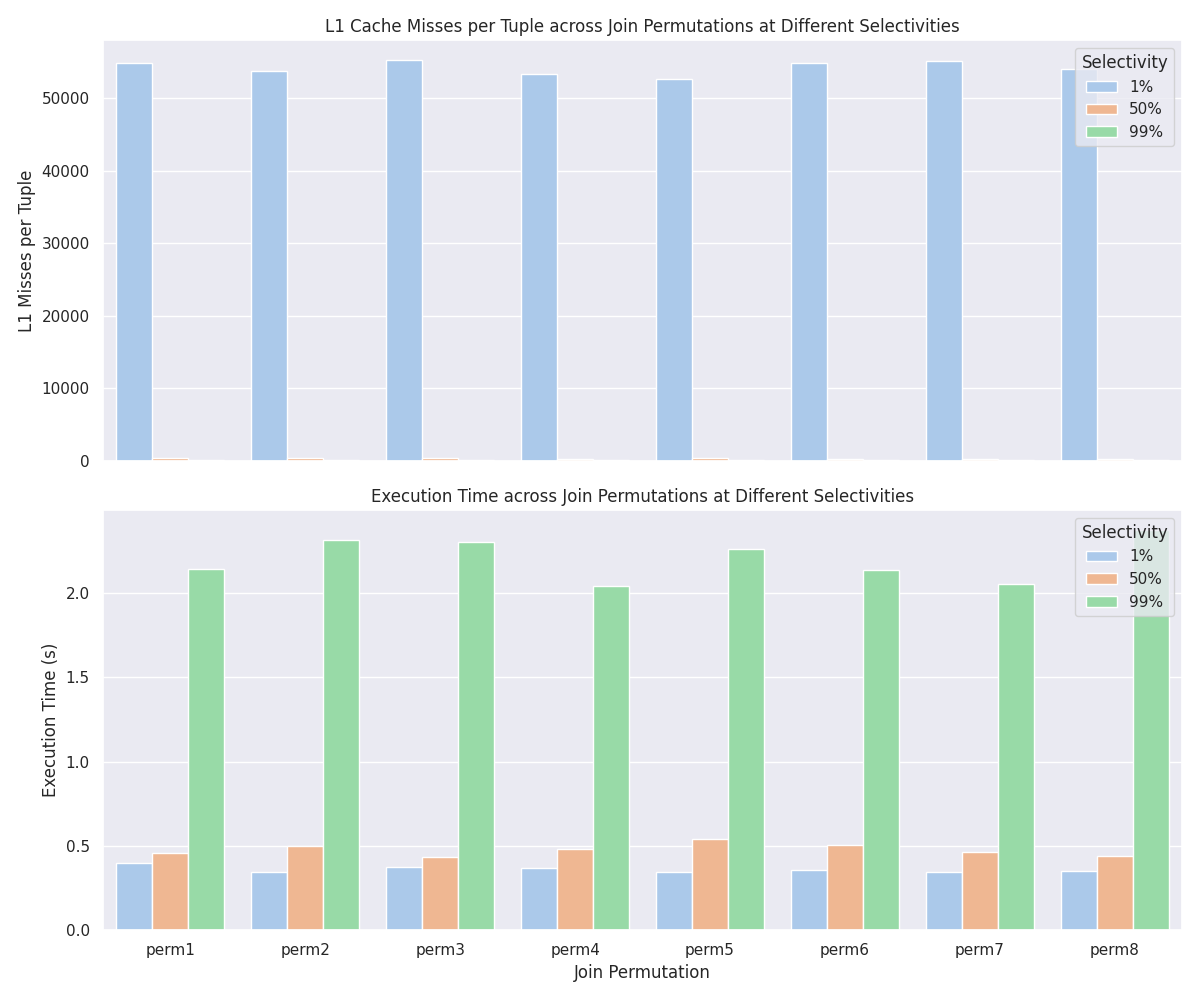 L1 Cache Misses per Tuple across Join Permutations at Different Selectivities
Selectivity
1%
50%
99%
50000
40000
30000
20000
10000
0
L1 Misses per Tuple
Execution Time across Join Permutations at Different Selectivities
Selectivity
1%
50%
99%
2.0
1.5
1.0
0.5
0.0
Execution Time (s)
perm1 perm2 perm3 perm4 perm5 perm6 perm7 perm8
Join Permutation